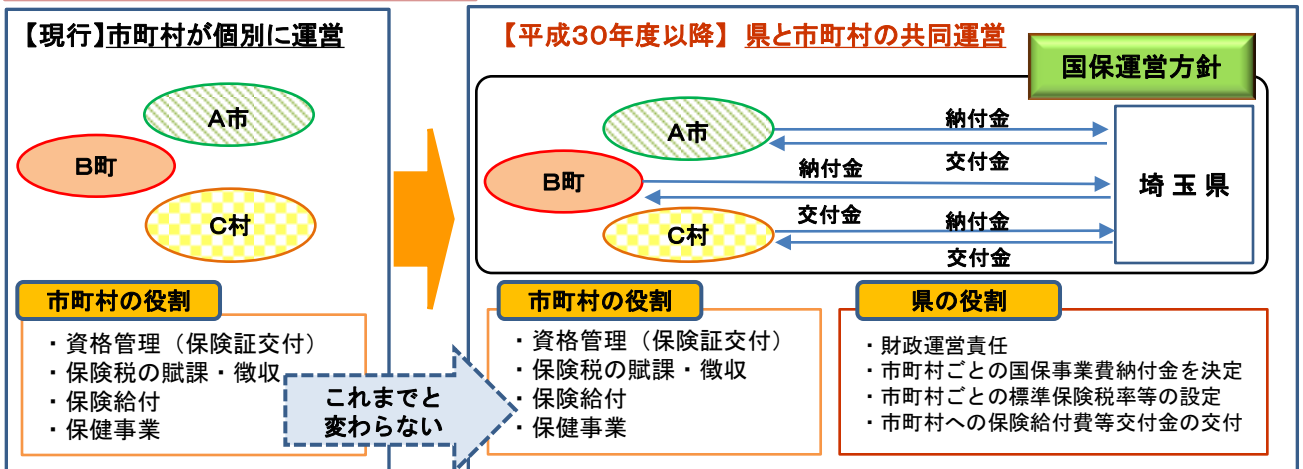 【現行】市町村が個別に運営
A市
B町
C村
市町村の役割
・資格管理（保険証交付）
・保険税の賦課・徴収
・保険給付
・保健事業
これまでと
変わらない
【平成30年度以降】 県と市町村の共同運営
国保運営方針
A市
B町
C村
納付金
交付金
納付金
交付金
納付金
交付金
埼玉県
市町村の役割
・資格管理（保険証交付）
・保険税の賦課・徴収
・保険給付
・保健事業
県の役割
・財政運営責任
・市町村ごとの国保事業費納付金を決定
・市町村ごとの標準保険税率等の設定
・市町村への保険給付費等交付金の交付